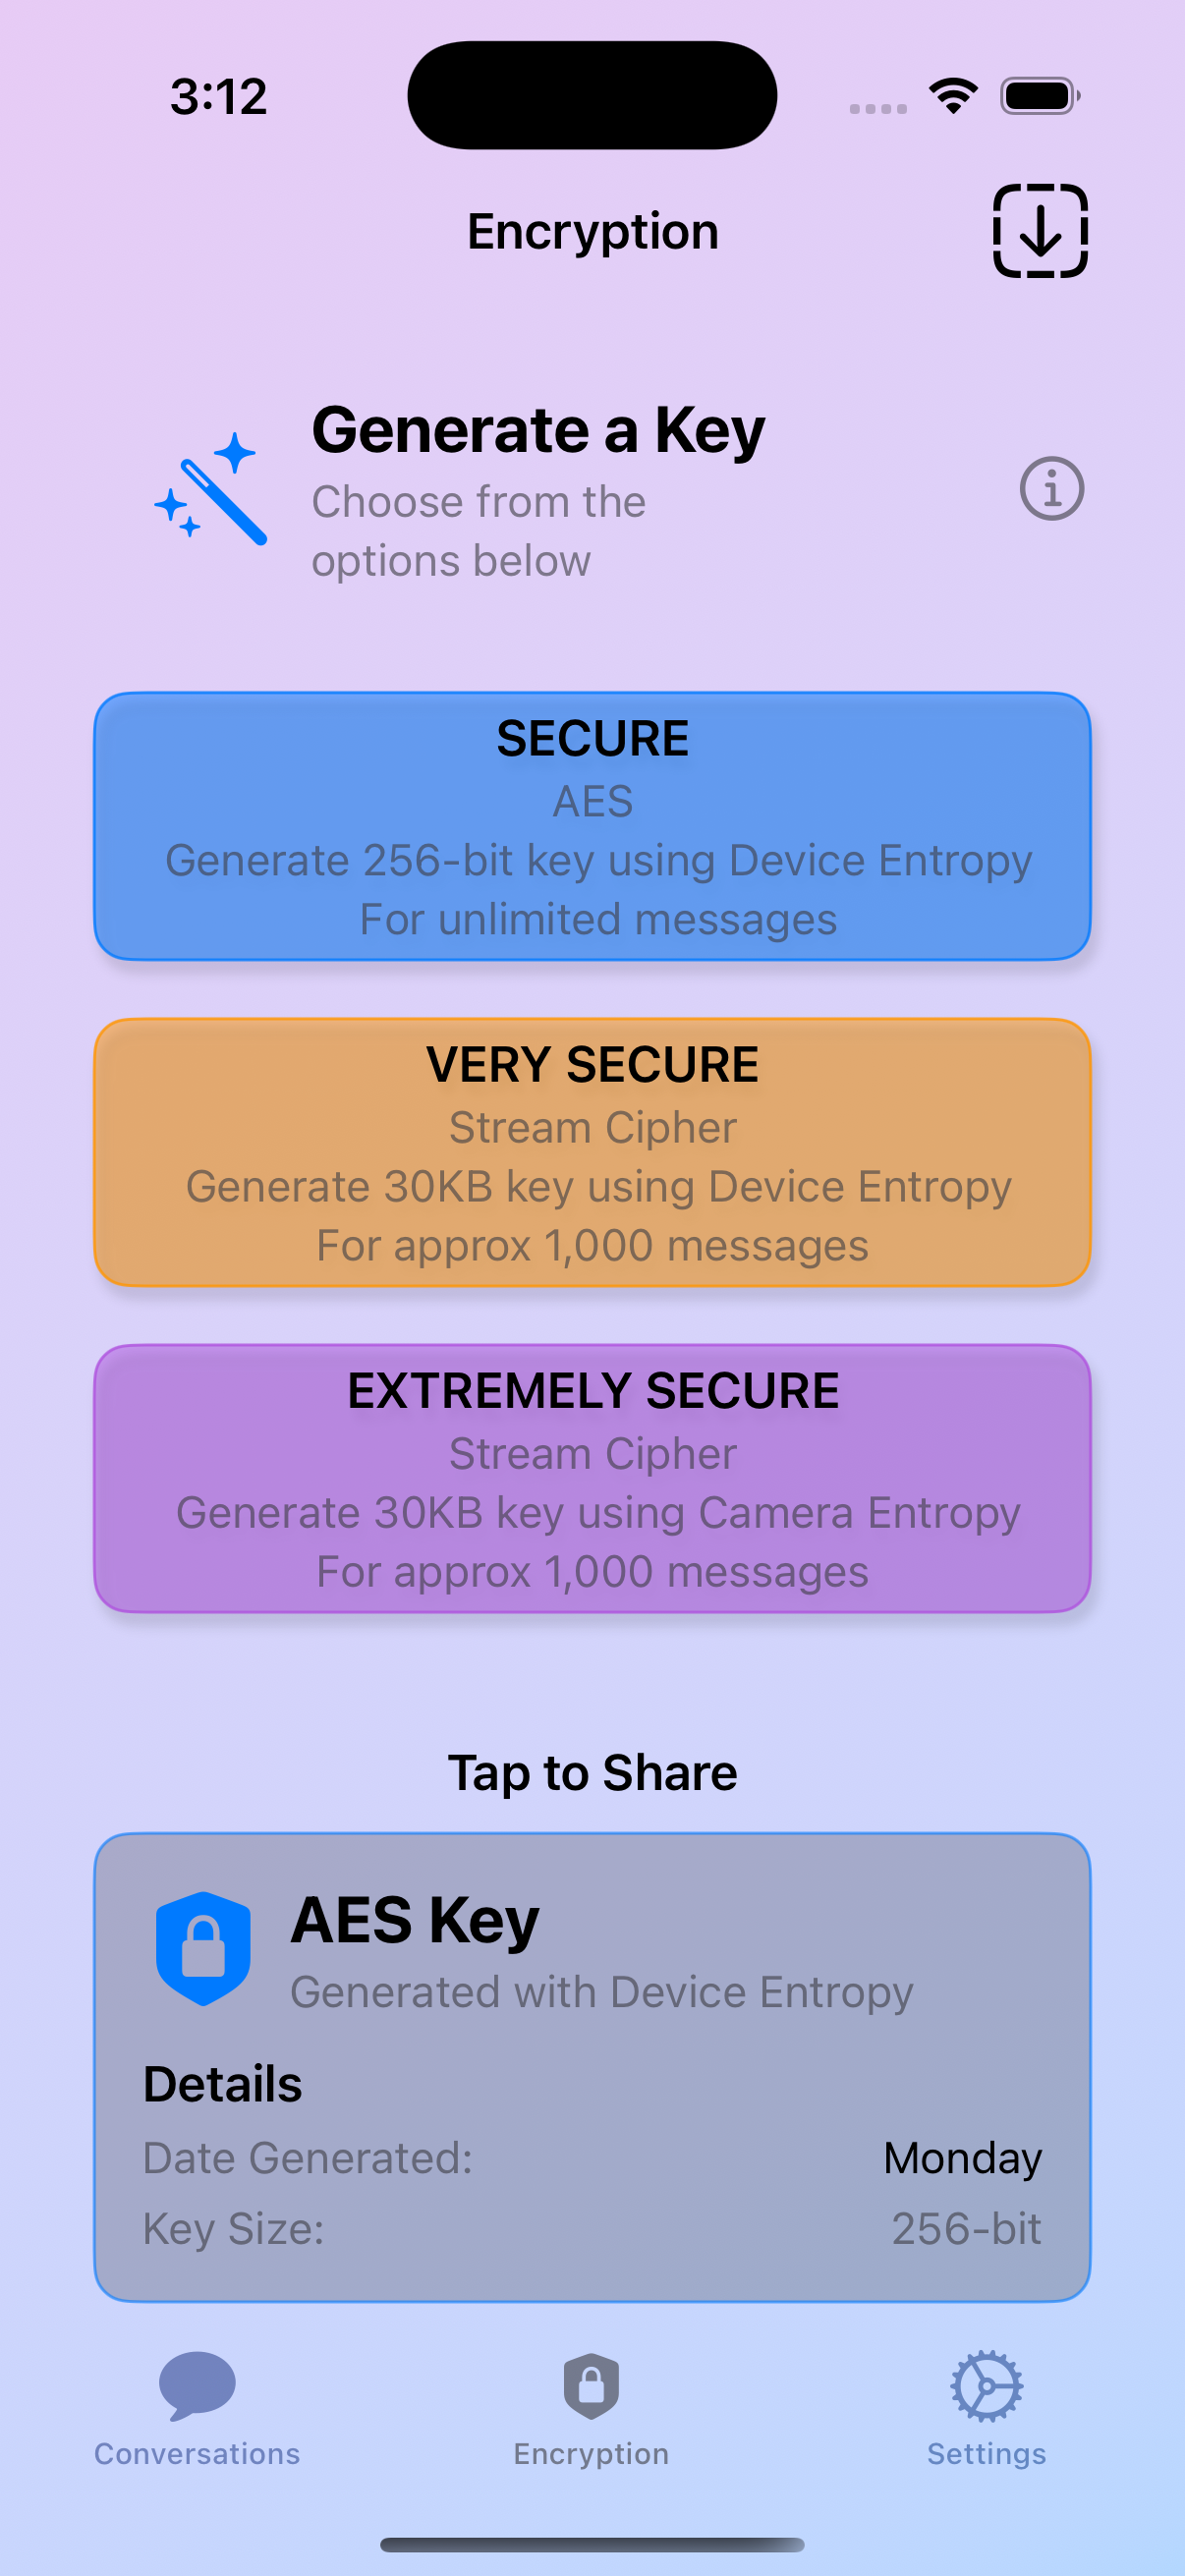 3:12
Encryption
Generate a Key
Choose from the
options below
SECURE
AES
Generate 256-bit key using Device Entropy
For unlimited messages
VERY SECURE
Stream Cipher
Generate 30KB key using Device Entropy
For approx 1,000 messages
EXTREMELY SECURE
Stream Cipher
Generate 30KB key using Camera Entropy
For approx 1,000 messages
Tap to Share
AES Key
Generated with Device Entropy
Details
Date Generated: Monday
Key Size: 256-bit
Conversations Encryption Settings